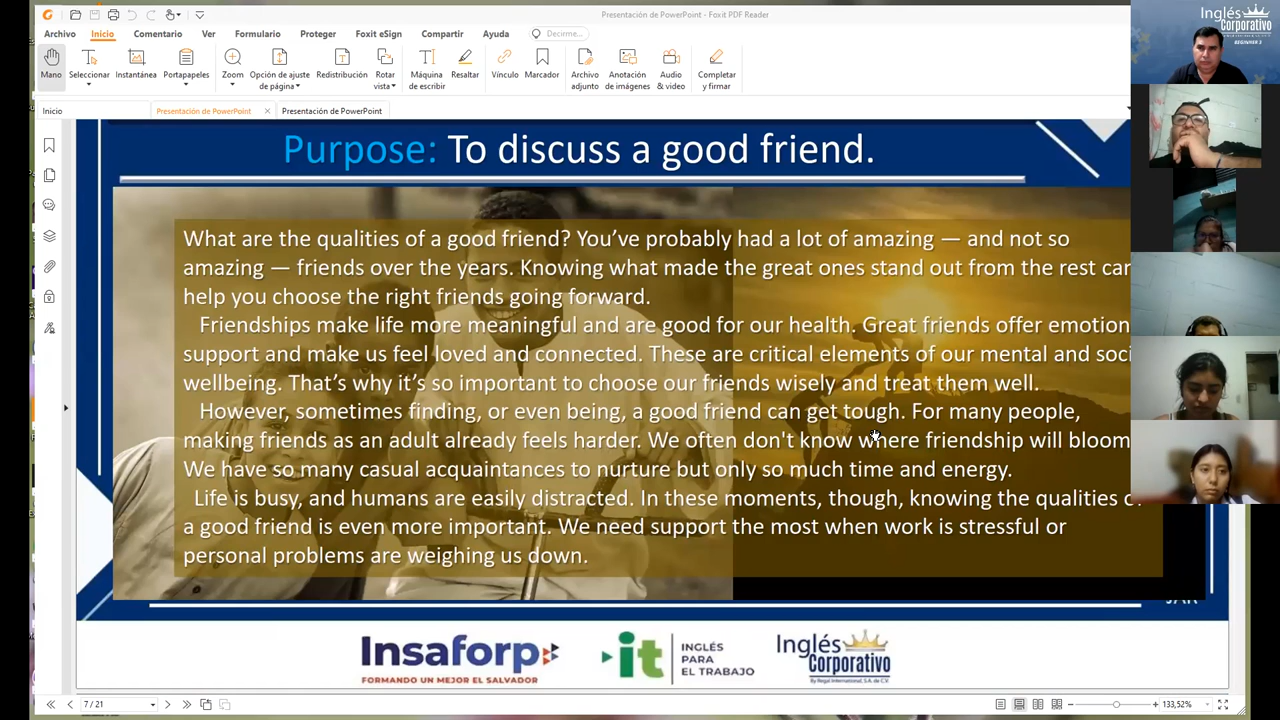 Presentación de PowerPoint - Foxit PDF Reader
Archivo Inicio Comentario Ver Formulario Proteger Foxit eSign Compartir Ayuda Decirme...
Mano
Seleccionar
Instantánea
Portapapeles
Zoom
Opción de ajuste
de página
Redistribución
Rotar
vista
Máquina
de escribir
Resaltar
Vínculo
Marcador
Archivo
adjunto
Anotación
de imágenes
Audio
& video
Completar
y firmar
Inicio Presentación de PowerPoint Presentación de PowerPoint
Inglés
Corporativo
BEGINNER 2
Purpose: To discuss a good friend.
What are the qualities of a good friend? You’ve probably had a lot of amazing — and not so
amazing — friends over the years. Knowing what made the great ones stand out from the rest can
help you choose the right friends going forward.
Friendships make life more meaningful and are good for our health. Great friends offer emotion
support and make us feel loved and connected. These are critical elements of our mental and soci
wellbeing. That’s why it’s so important to choose our friends wisely and treat them well.
However, sometimes finding, or even being, a good friend can get tough. For many people,
making friends as an adult already feels harder. We often don't know where friendship will bloom
We have so many casual acquaintances to nurture but only so much time and energy.
Life is busy, and humans are easily distracted. In these moments, though, knowing the qualities of
a good friend is even more important. We need support the most when work is stressful or
personal problems are weighing us down.
Insaforp
FORMANDO UN MEJOR EL SALVADOR
it
INGLÉS
PARA
EL TRABAJO
Inglés
Corporativo
By Regal International, S.A. de C.V.
7 / 21
133,52%